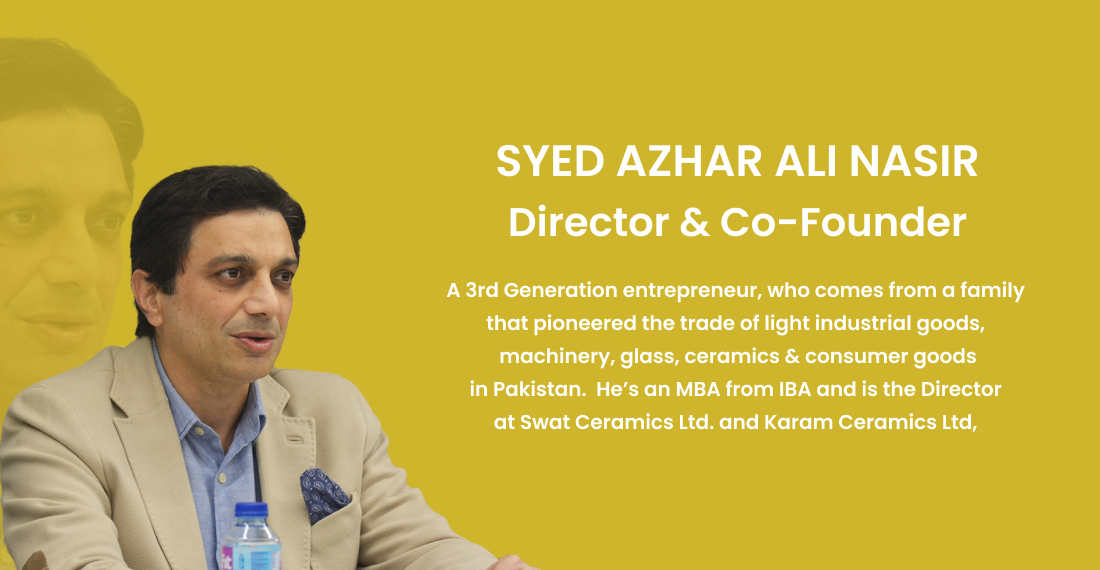 SYED AZHAR ALI NASIR
Director & Co-Founder
A 3rd Generation entrepreneur, who comes from a family
that pioneered the trade of light industrial goods,
machinery, glass, ceramics & consumer goods
in Pakistan.  He’s an MBA from IBA and is the Director
at Swat Ceramics Ltd. and Karam Ceramics Ltd,